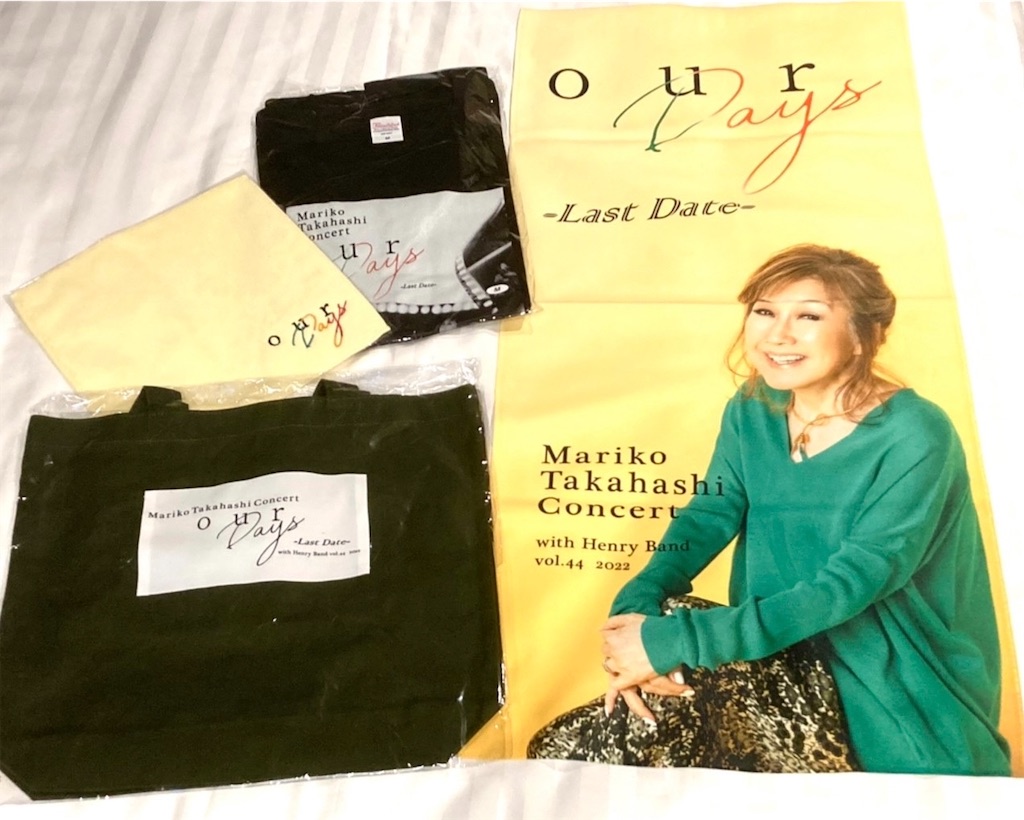 our
Days
-Last Date-
Mariko
Takahashi
Concert
with Henry Band
vol.44 2022
Mariko
Takahashi
Concert
our
Days
-Last Date-
M
our
Days
Mariko Takahashi Concert
our
Days
-Last Date-
with Henry Band vol.44 2022